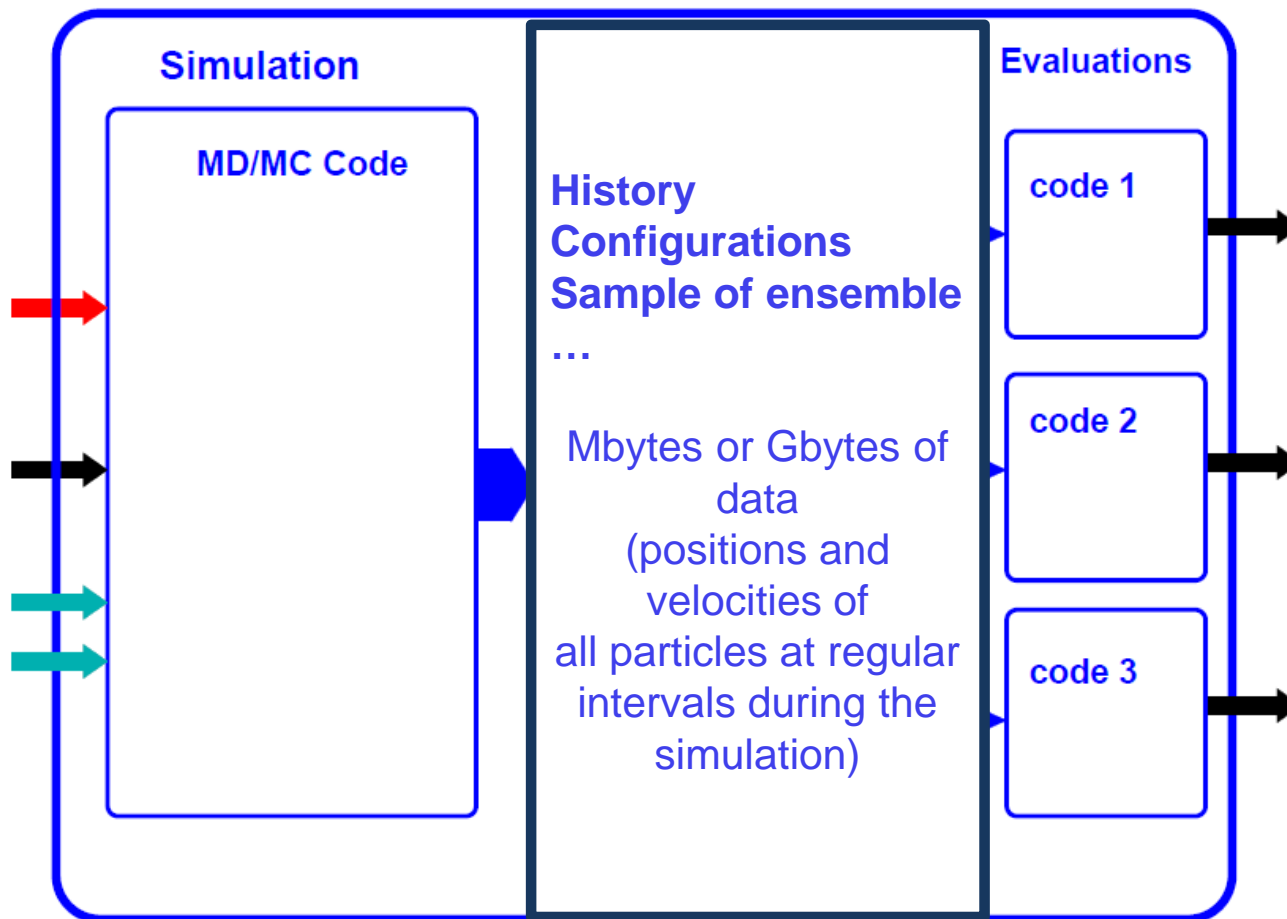 Simulation
MD/MC Code
History
Configurations
Sample of ensemble
…
Mbytes or Gbytes of
data
(positions and
velocities of
all particles at regular
intervals during the
simulation)
Evaluations
code 1
code 2
code 3